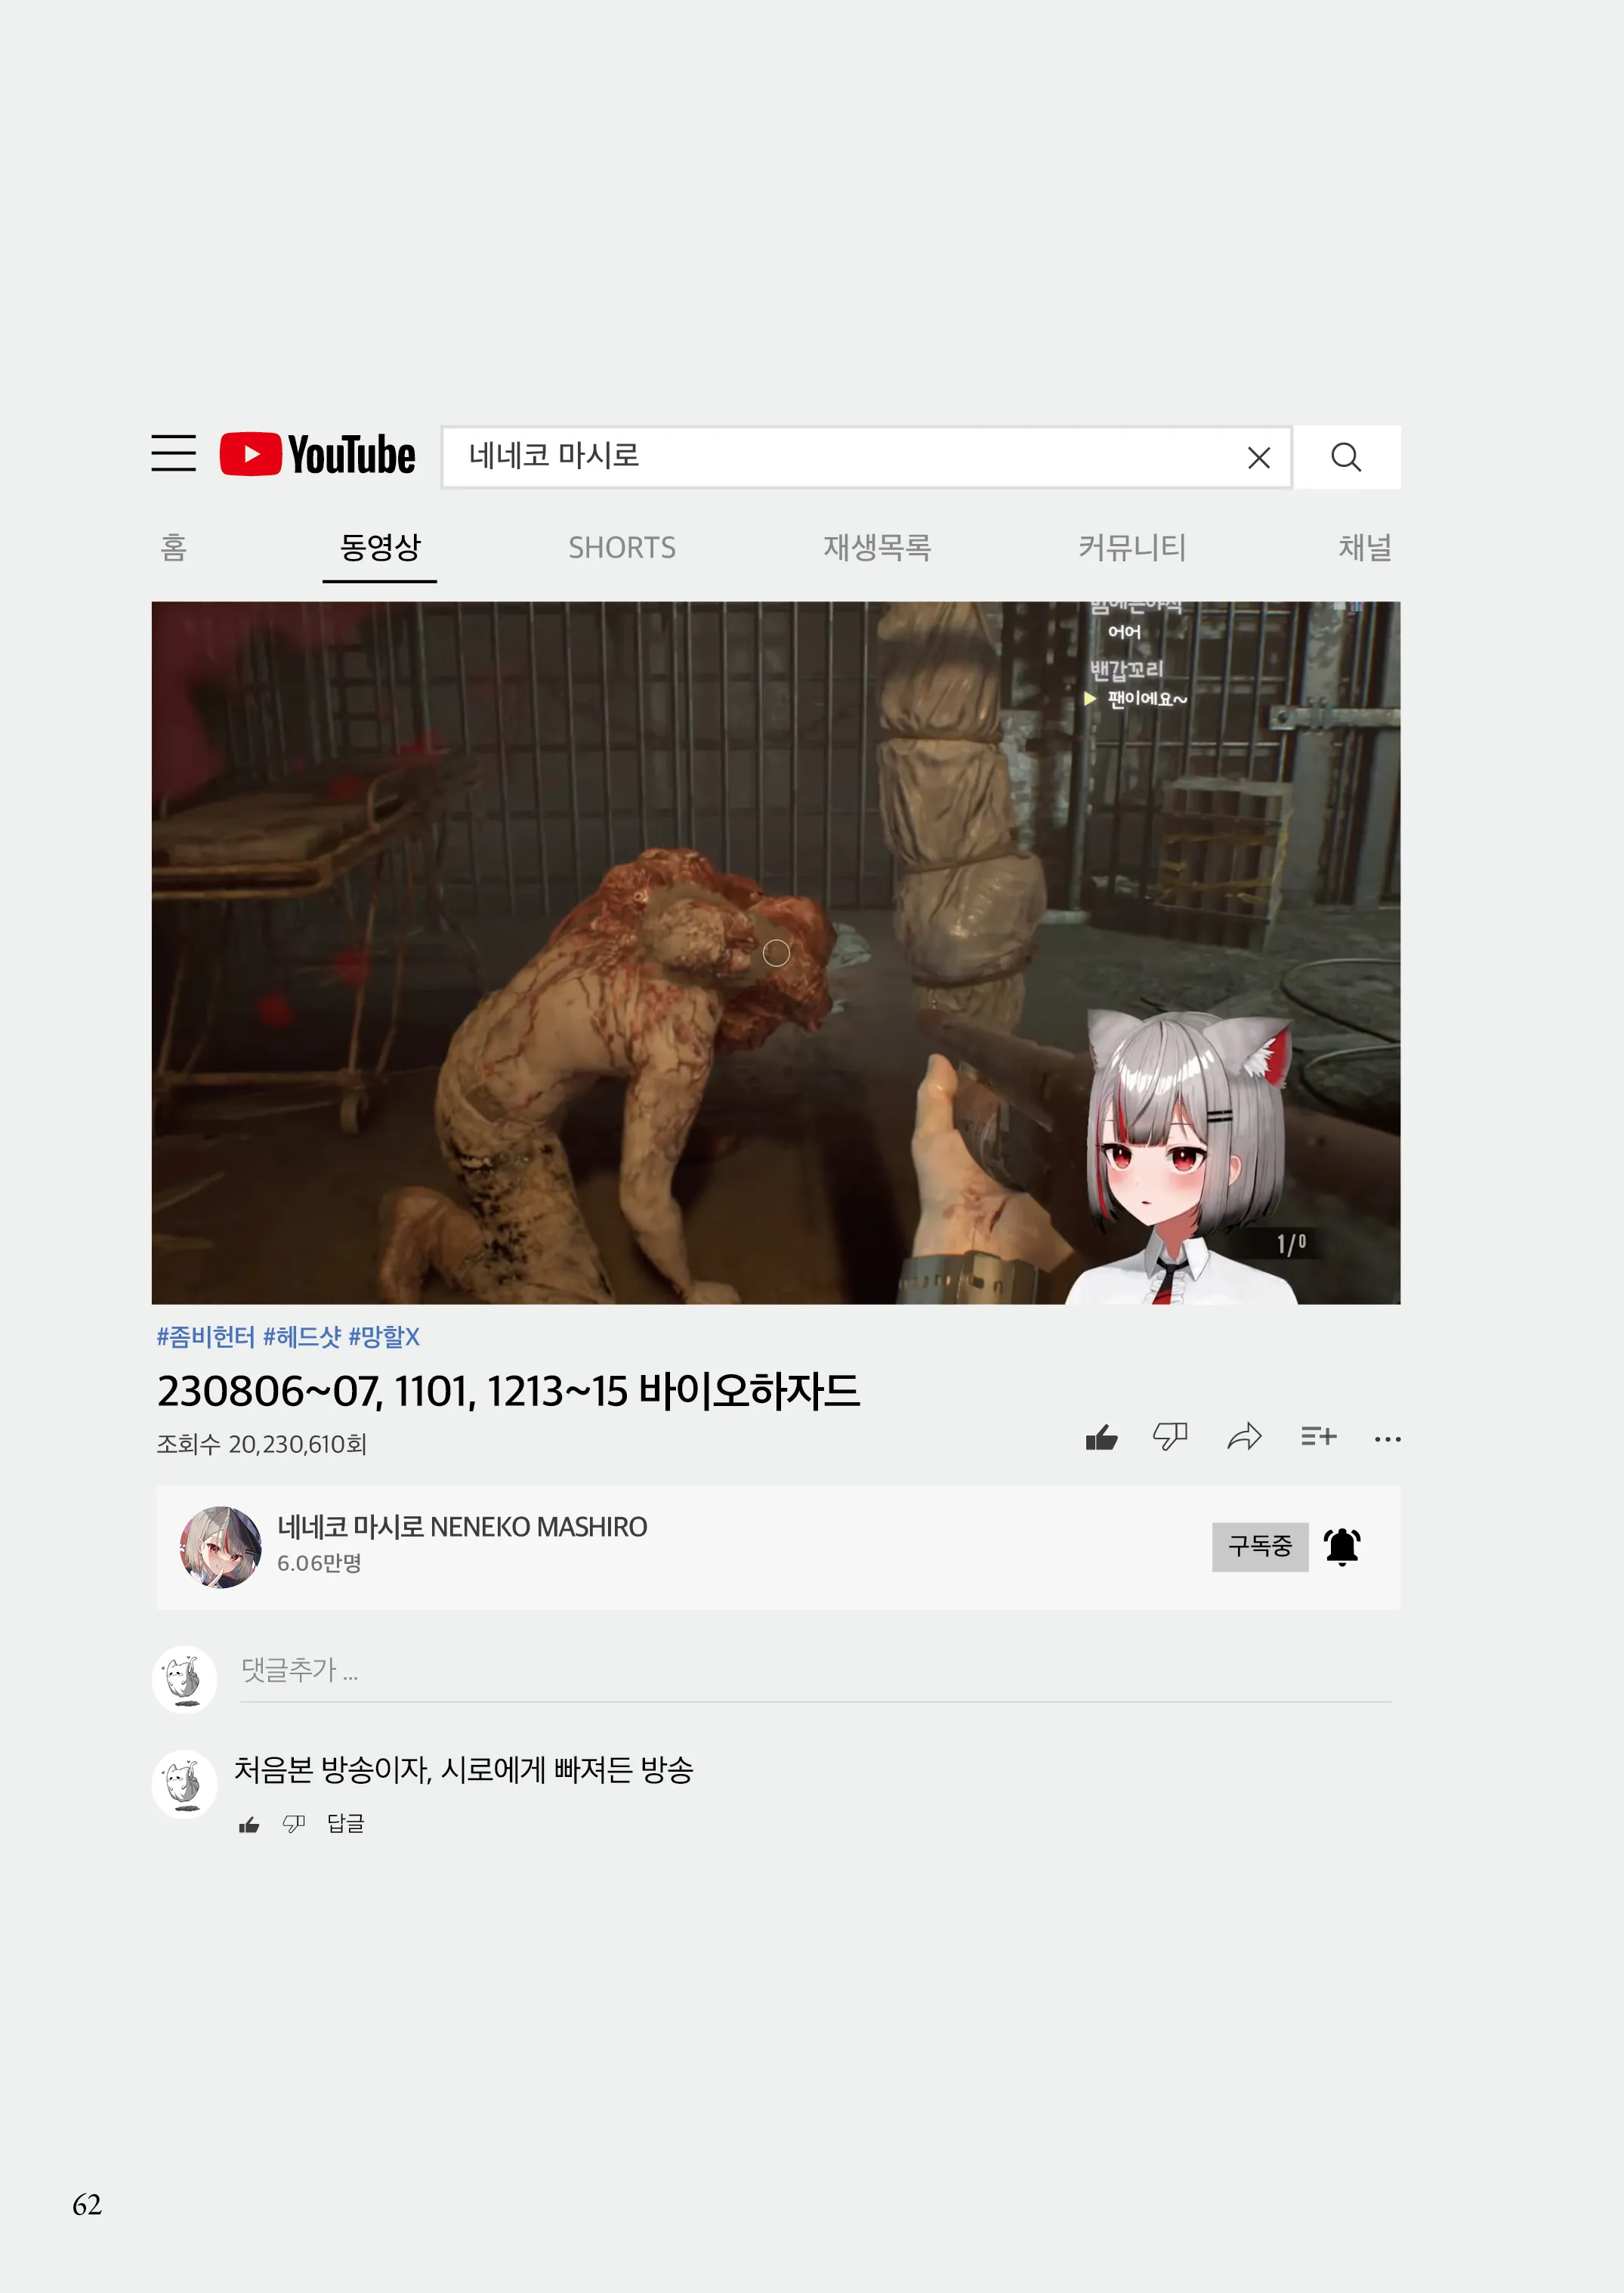 YouTube
네네코 마시로
홈 동영상 SHORTS 재생목록 커뮤니티 채널
어어
밴갑꼬리
팬이에요~
1/0
#좀비헌터 #헤드샷 #망할X
230806~07, 1101, 1213~15 바이오하자드
조회수 20,230,610회
네네코 마시로 NENEKO MASHIRO
6.06만명
구독중
댓글추가 ...
처음본 방송이자, 시로에게 빠져든 방송
답글
62